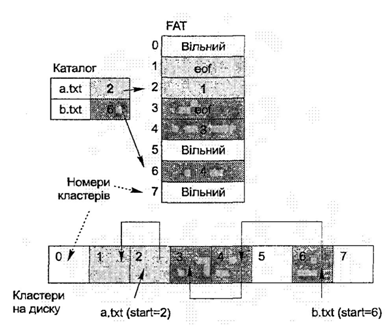 FAT
0 Вільний
Каталог
1 eof
a.txt 2
2 1
b.txt 6
3 eof
4 3
5 Вільний
6 4
Номери
кластерів
7 Вільний
0 1 2 3 4 5 6 7
Кластери
на диску
a.txt (start=2)
b.txt (start=6)